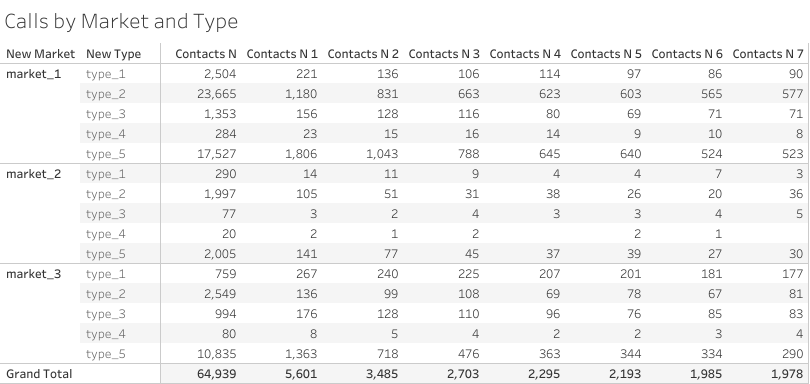 Calls by Market and Type
New Market New Type Contacts N Contacts N 1 Contacts N 2 Contacts N 3 Contacts N 4 Contacts N 5 Contacts N 6 Contacts N 7
market_1 type_1 2,504 221 136 106 114 97 86 90
type_2 23,665 1,180 831 663 623 603 565 577
type_3 1,353 156 128 116 80 69 71 71
type_4 284 23 15 16 14 9 10 8
type_5 17,527 1,806 1,043 788 645 640 524 523
market_2 type_1 290 14 11 9 4 4 7 3
type_2 1,997 105 51 31 38 26 20 36
type_3 77 3 2 4 3 3 4 5
type_4 20 2 1 2 2 1
type_5 2,005 141 77 45 37 39 27 30
market_3 type_1 759 267 240 225 207 201 181 177
type_2 2,549 136 99 108 69 78 67 81
type_3 994 176 128 110 96 76 85 83
type_4 80 8 5 4 2 2 3 4
type_5 10,835 1,363 718 476 363 344 334 290
Grand Total 64,939 5,601 3,485 2,703 2,295 2,193 1,985 1,978